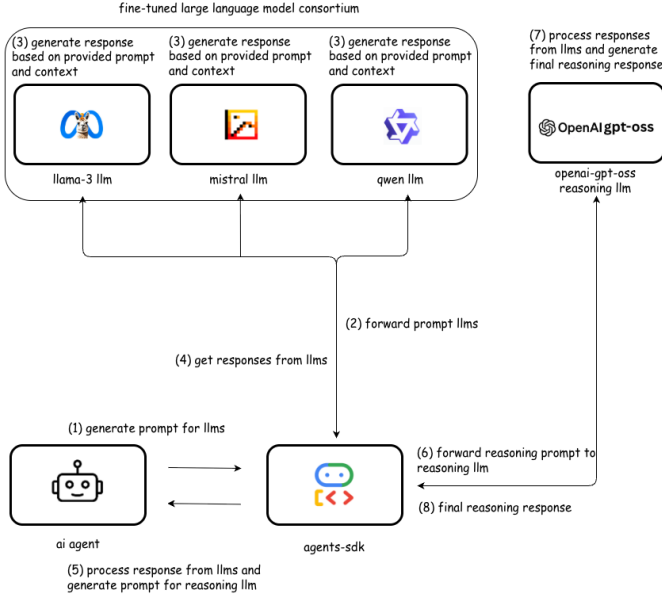 fine-tuned large language model consortium
(3) generate response
based on provided prompt
and context
(3) generate response
based on provided prompt
and context
(3) generate response
based on provided prompt
and context
(7) process responses
from llms and generate
final reasoning response
OpenAI gpt-oss
llama-3 llm
mistral llm
qwen llm
openai-gpt-oss
reasoning llm
(2) forward prompt llms
(4) get responses from llms
(1) generate prompt for llms
(6) forward reasoning prompt to
reasoning llm
(8) final reasoning response
ai agent
agents-sdk
(5) process response from llms and
generate prompt for reasoning llm